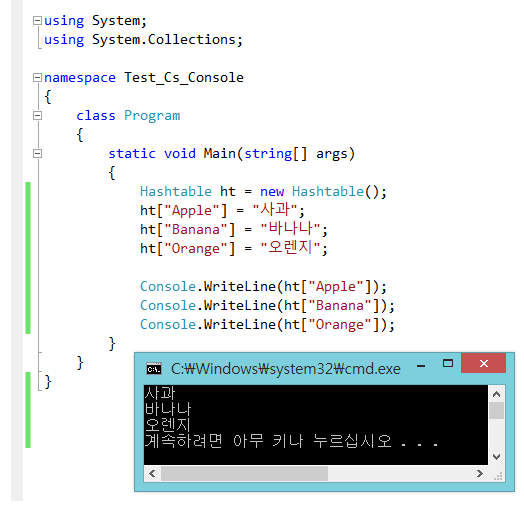 using System;
using System.Collections;
namespace Test_Cs_Console
{
class Program
{
static void Main(string[] args)
{
Hashtable ht = new Hashtable();
ht["Apple"] = "사과";
ht["Banana"] = "바나나";
ht["Orange"] = "오렌지";
Console.WriteLine(ht["Apple"]);
Console.WriteLine(ht["Banana"]);
Console.WriteLine(ht["Orange"]);
}
}
}
C:₩Windows₩system32₩cmd.exe
사과
바나나
오렌지
계속하려면 아무 키나 누르십시오 . . .